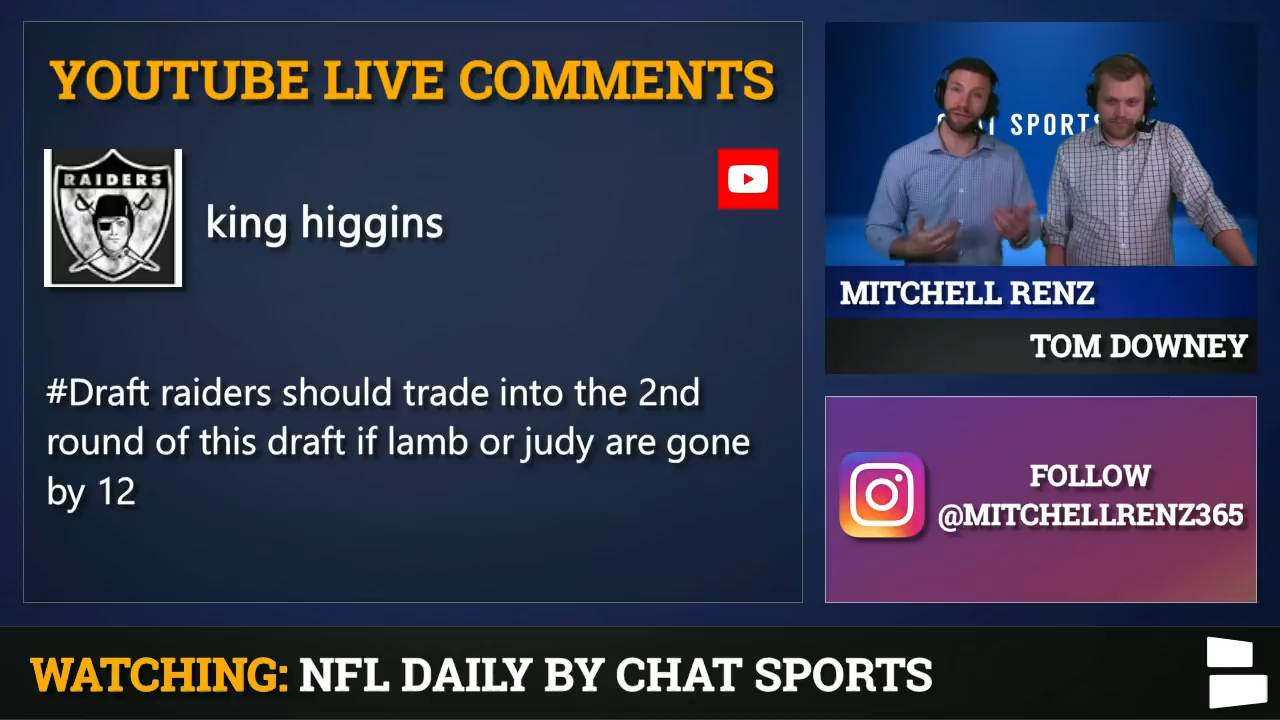 YOUTUBE LIVE COMMENTS
RAIDERS
king higgins
#Draft raiders should trade into the 2nd
round of this draft if lamb or judy are gone
by 12
SPORTS
MITCHELL RENZ
TOM DOWNEY
FOLLOW
@MITCHELLRENZ365
WATCHING: NFL DAILY BY CHAT SPORTS